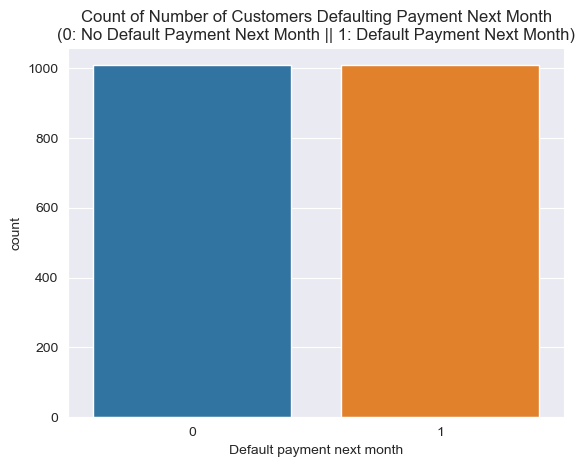 Count of Number of Customers Defaulting Payment Next Month
(0: No Default Payment Next Month || 1: Default Payment Next Month)
1000
800
600
400
200
0
count
0 1
Default payment next month